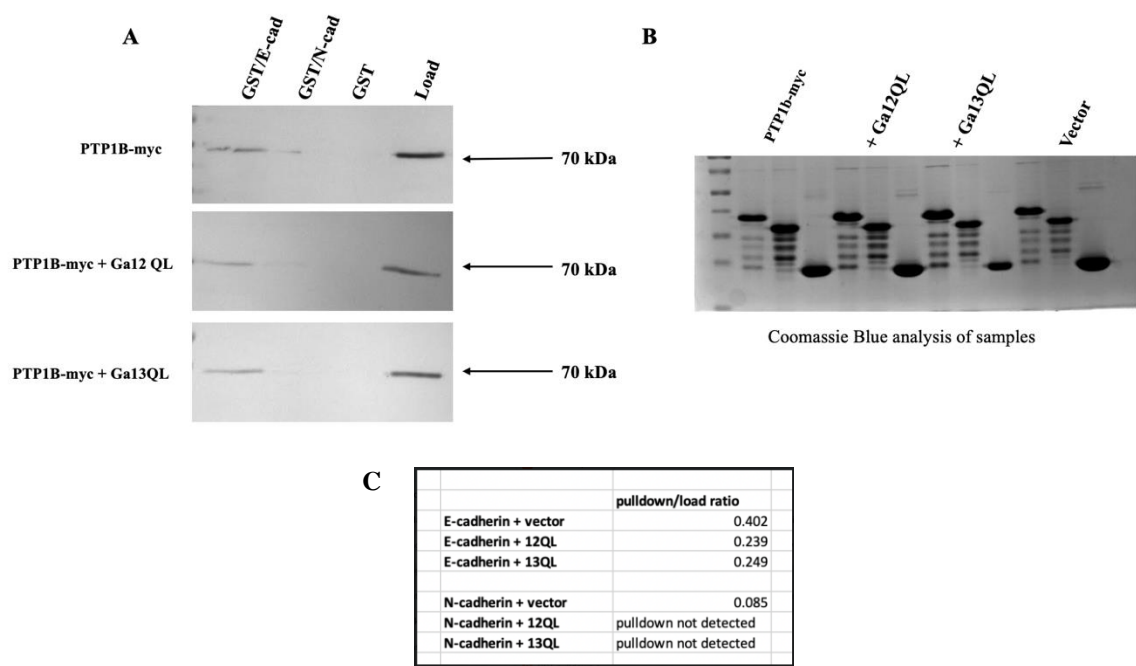 A
GST/E-cad
GST/N-cad
GST
Load
PTP1B-myc
70 kDa
PTP1B-myc + Ga12 QL
70 kDa
PTP1B-myc + Ga13QL
70 kDa
B
PTP1b-myc
+ Ga12QL
+ Ga13QL
Vector
Coomassie Blue analysis of samples
C
pulldown/load ratio
E-cadherin + vector 0.402
E-cadherin + 12QL 0.239
E-cadherin + 13QL 0.249
N-cadherin + vector 0.085
N-cadherin + 12QL pulldown not detected
N-cadherin + 13QL pulldown not detected